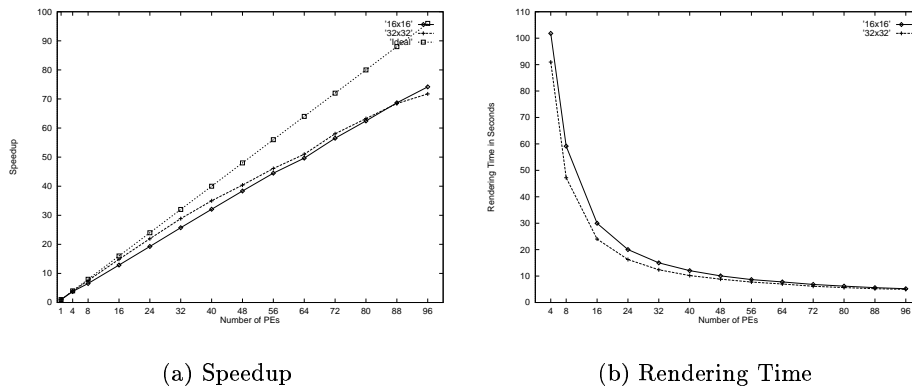 100
90
80
70
60
50
40
30
20
10
0
Speedup
'16x16'
'32x32'
'Ideal'
1 4 8 16 24 32 40 48 56 64 72 80 88 96
Number of PEs
(a) Speedup
110
100
90
80
70
60
50
40
30
20
10
0
Rendering Time in Seconds
'16x16'
'32x32'
4 8 16 24 32 40 48 56 64 72 80 88 96
Number of PEs
(b) Rendering Time